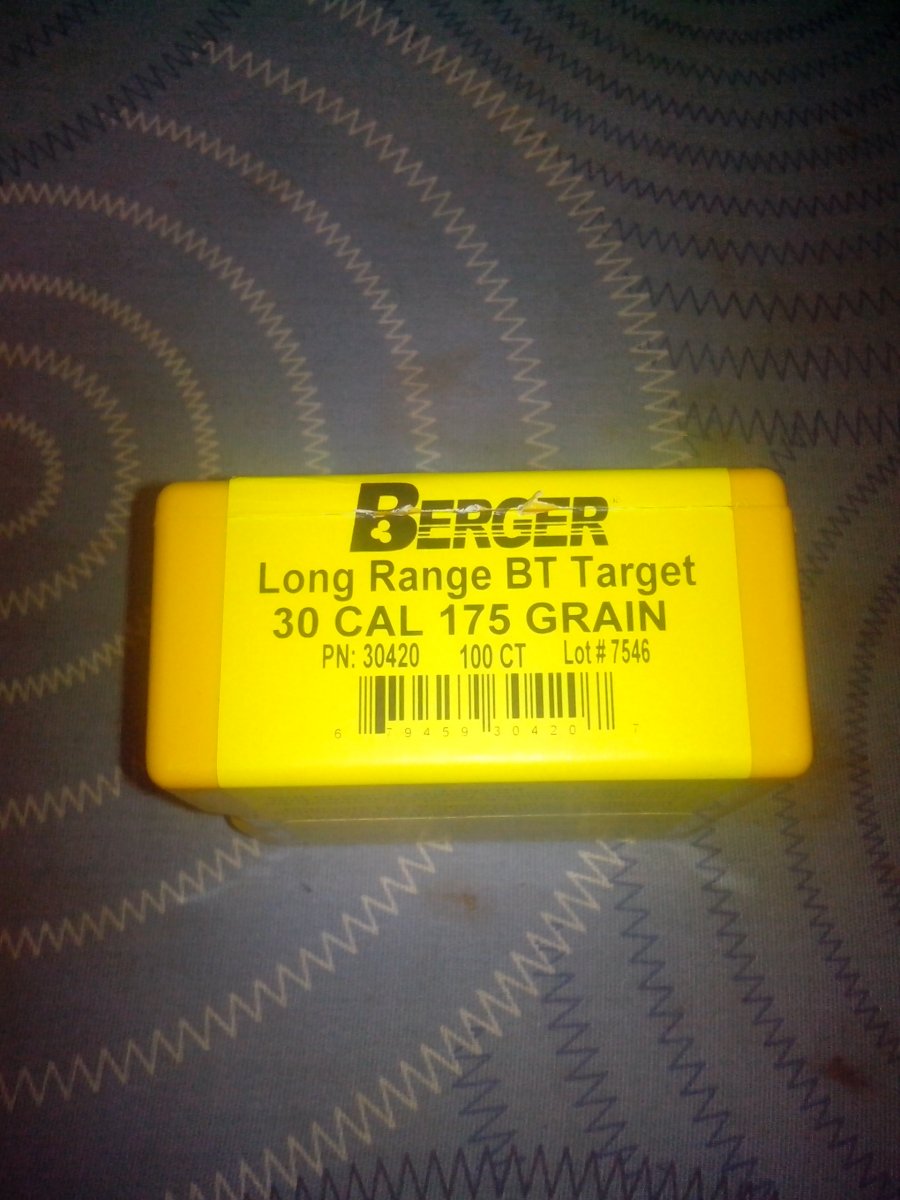 BERGER
Long Range BT Target
30 CAL 175 GRAIN
PN: 30420 100 CT Lot # 7546
6 79459 30420 7